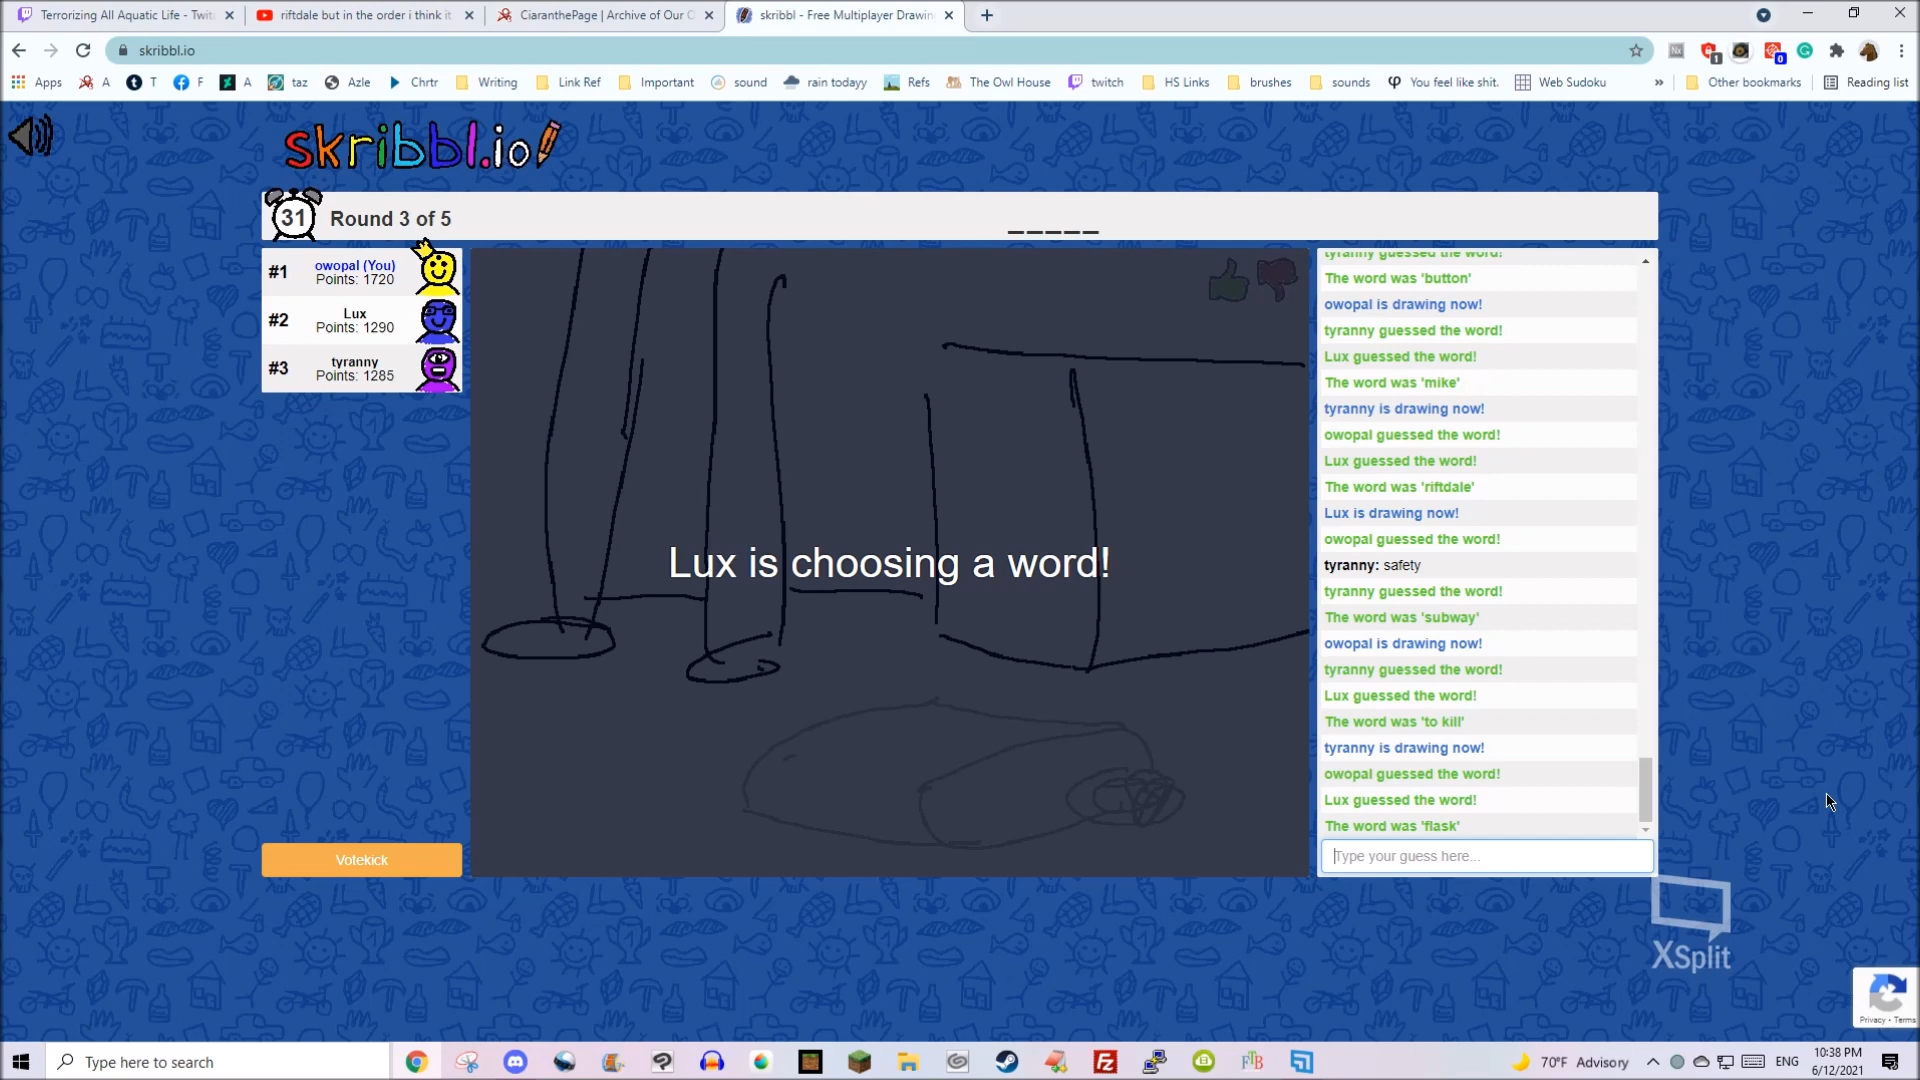 Terrorizing All Aquatic Life - Twit
riftdale but in the order i think it
CiaranthePage | Archive of Our O
skribbl - Free Multiplayer Drawin
skribbl.io
Apps
A
T
F
A
taz
Azle
Chrtr
Writing
Link Ref
Important
sound
rain todayy
Refs
The Owl House
twitch
HS Links
brushes
sounds
You feel like shit.
Web Sudoku
»
Other bookmarks
Reading list
skribbl.io
31
Round 3 of 5
_____
#1
owopal (You)
Points: 1720
#2
Lux
Points: 1290
#3
tyranny
Points: 1285
Votekick
Lux is choosing a word!
tyranny guessed the word!
The word was 'button'
owopal is drawing now!
tyranny guessed the word!
Lux guessed the word!
The word was 'mike'
tyranny is drawing now!
owopal guessed the word!
Lux guessed the word!
The word was 'riftdale'
Lux is drawing now!
owopal guessed the word!
tyranny: safety
tyranny guessed the word!
The word was 'subway'
owopal is drawing now!
tyranny guessed the word!
Lux guessed the word!
The word was 'to kill'
tyranny is drawing now!
owopal guessed the word!
Lux guessed the word!
The word was 'flask'
Type your guess here...
XSplit
Privacy - Terms
Type here to search
70°F Advisory
ENG
10:38 PM
6/12/2021